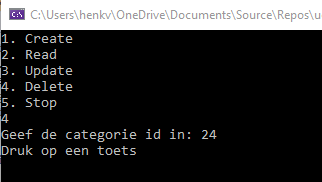 C:\Users\henkv\OneDrive\Documents\Source\Repos\u
1. Create
2. Read
3. Update
4. Delete
5. Stop
4
Geef de categorie id in: 24
Druk op een toets